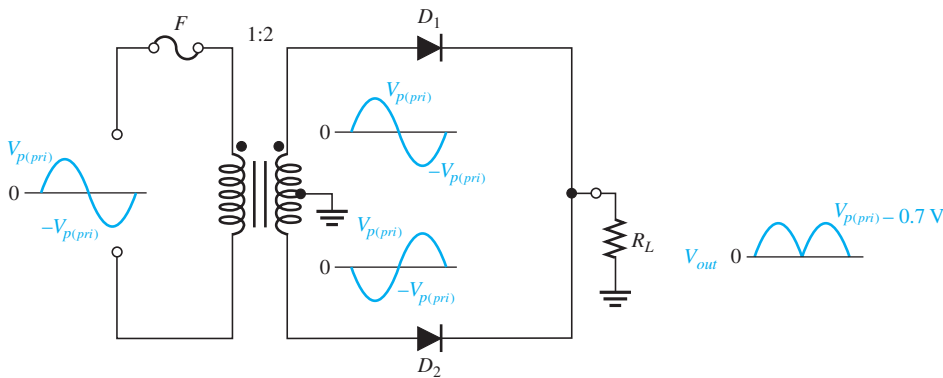 F
1:2
D1
Vp(pri)
0
−Vp(pri)
Vp(pri)
0
−Vp(pri)
Vp(pri)
0
−Vp(pri)
D2
RL
Vp(pri) − 0.7 V
Vout 0